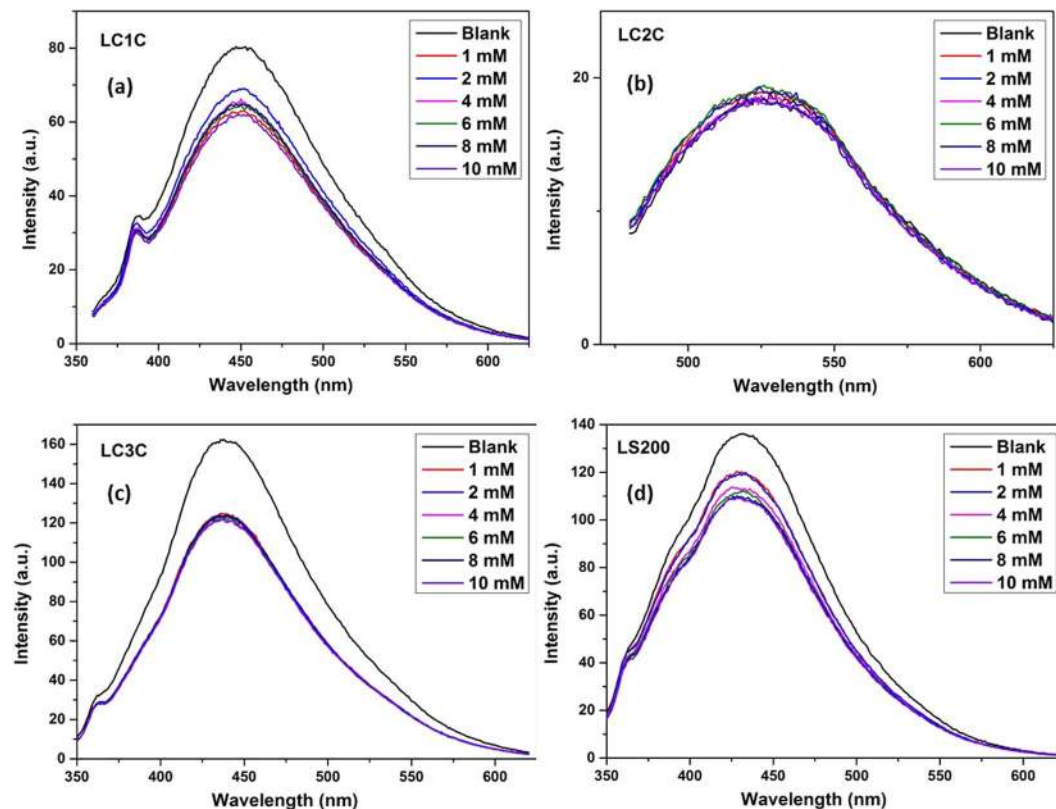 LC1C
(a)
Blank
1 mM
2 mM
4 mM
6 mM
8 mM
10 mM
80
60
40
20
0
Intensity (a.u.)
350 400 450 500 550 600
Wavelength (nm)
LC2C
(b)
Blank
1 mM
2 mM
4 mM
6 mM
8 mM
10 mM
20
10
0
Intensity (a.u.)
500 550 600
Wavelength (nm)
LC3C
(c)
Blank
1 mM
2 mM
4 mM
6 mM
8 mM
10 mM
160
140
120
100
80
60
40
20
0
Intensity (a.u.)
350 400 450 500 550 600
Wavelength (nm)
LS200
(d)
Blank
1 mM
2 mM
4 mM
6 mM
8 mM
10 mM
140
120
100
80
60
40
20
0
Intensity (a.u.)
350 400 450 500 550 600
Wavelength (nm)